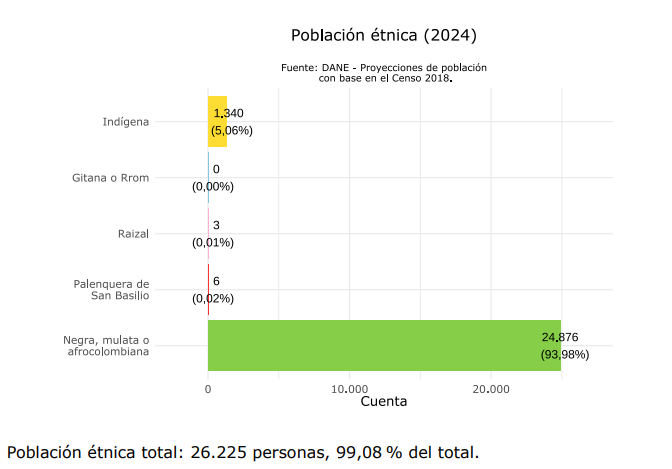 Población étnica (2024)
Fuente: DANE - Proyecciones de población
con base en el Censo 2018.
Indígena
1.340
(5,06%)
Gitana o Rrom
0
(0,00%)
Raizal
3
(0,01%)
Palenquera de
San Basilio
6
(0,02%)
Negra, mulata o
afrocolombiana
24.876
(93,98%)
0
10.000
20.000
Cuenta
Población étnica total: 26.225 personas, 99,08 % del total.